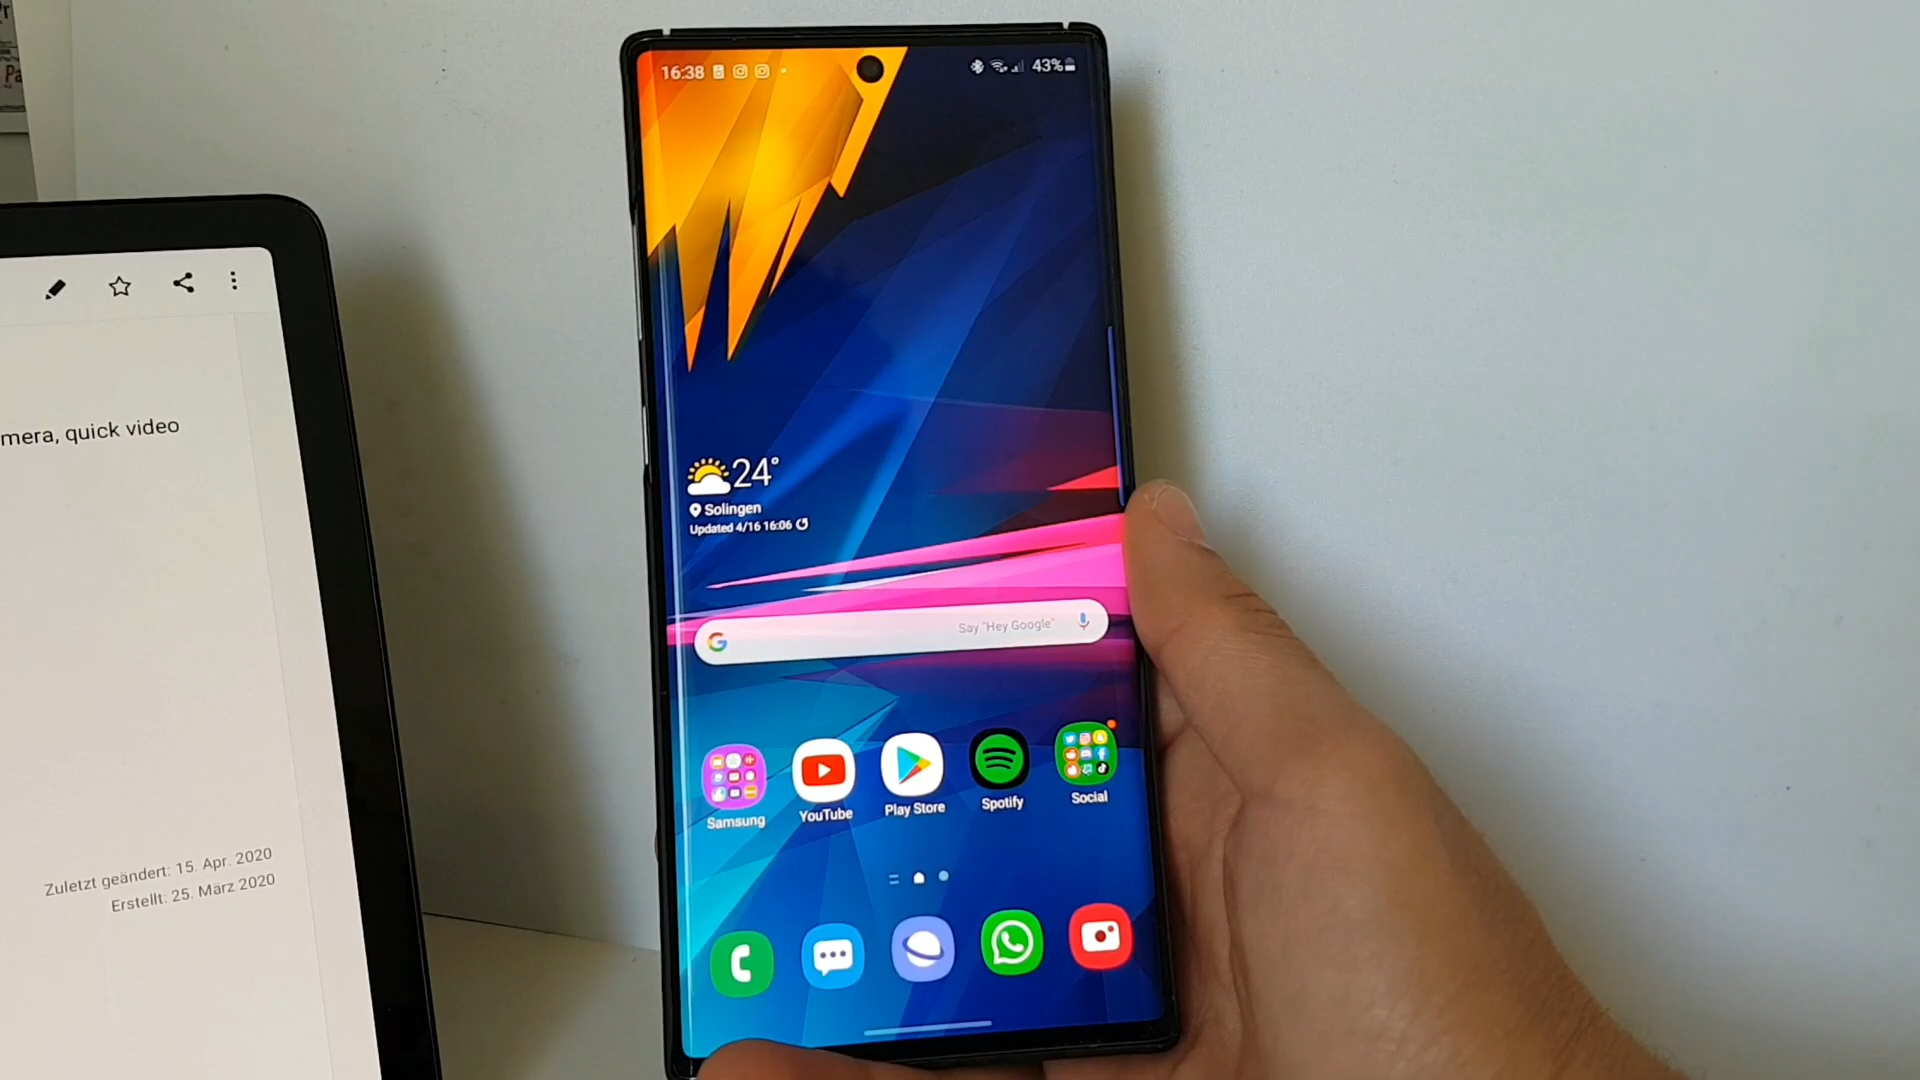 Pa
mera, quick video
Zuletzt geändert: 15. Apr. 2020
Erstellt: 25. März 2020
16:38
43%
24°
Solingen
Updated 4/16 16:06
Say "Hey Google"
Samsung
YouTube
Play Store
Spotify
Social